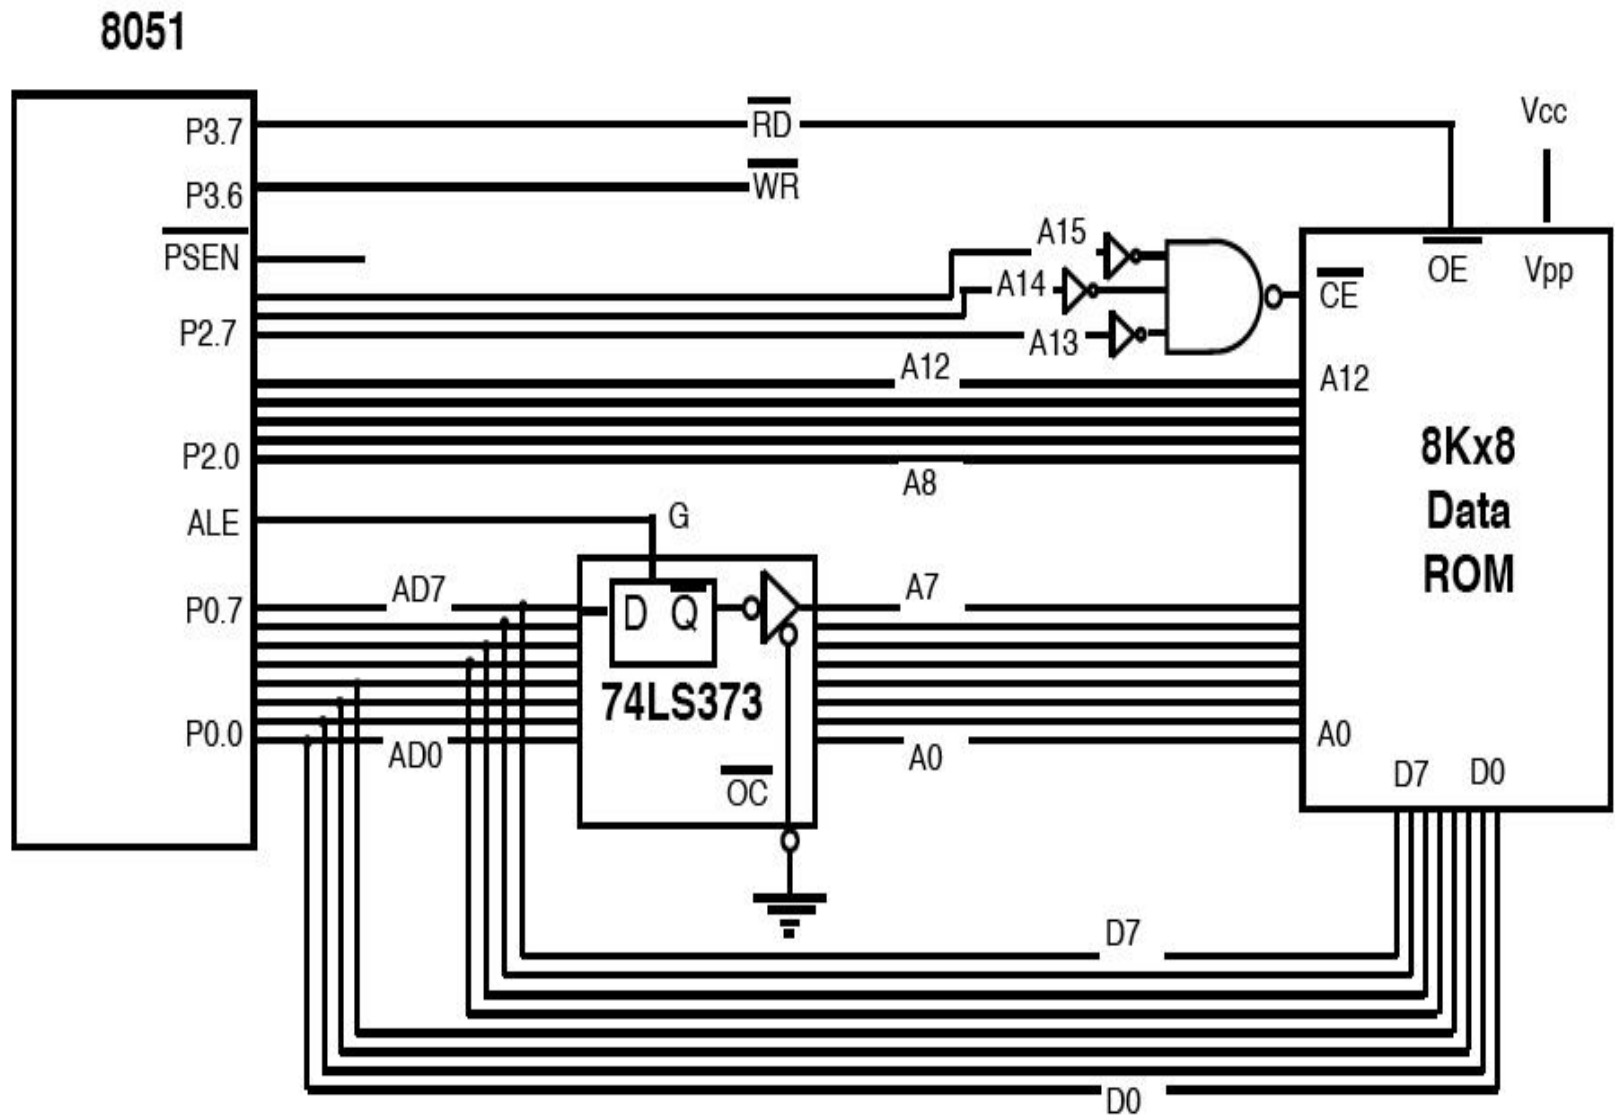 8051
P3.7
RD
Vcc
P3.6
WR
PSEN
A15
A14
A13
CE
OE
Vpp
P2.7
A12
A12
8Kx8
Data
ROM
P2.0
A8
ALE
G
P0.7
AD7
D Q
A7
74LS373
P0.0
AD0
OC
A0
A0
D7 D0
D7
D0